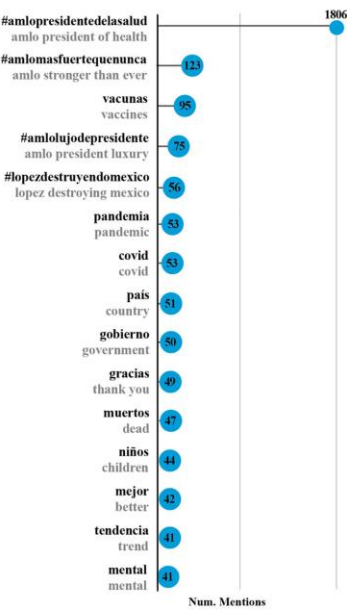 1806
#amlopresidentedelasalud
amlo president of health
#amlomasfuertequenunca
amlo stronger than ever
123
vacunas
vaccines
95
#amlolujodepresidente
amlo president luxury
75
#lopezdestruyendomexico
lopez destroying mexico
56
pandemia
pandemic
53
covid
covid
53
país
country
51
gobierno
government
50
gracias
thank you
49
muertos
dead
47
niños
children
44
mejor
better
42
tendencia
trend
41
mental
mental
41
Num. Mentions